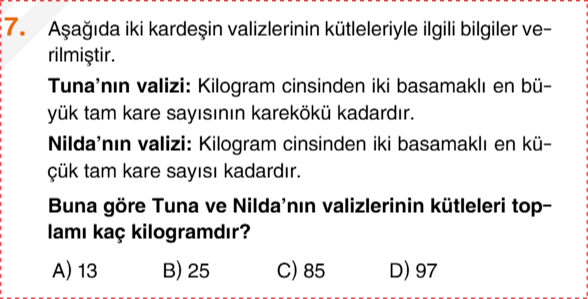 7. Aşağıda iki kardeşin valizlerinin kütleleriyle ilgili bilgiler ve-
rilmiştir.
Tuna’nın valizi: Kilogram cinsinden iki basamaklı en bü-
yük tam kare sayısının karekökü kadardır.
Nilda’nın valizi: Kilogram cinsinden iki basamaklı en kü-
çük tam kare sayısı kadardır.
Buna göre Tuna ve Nilda’nın valizlerinin kütleleri top-
lamı kaç kilogramdır?
A) 13 B) 25 C) 85 D) 97